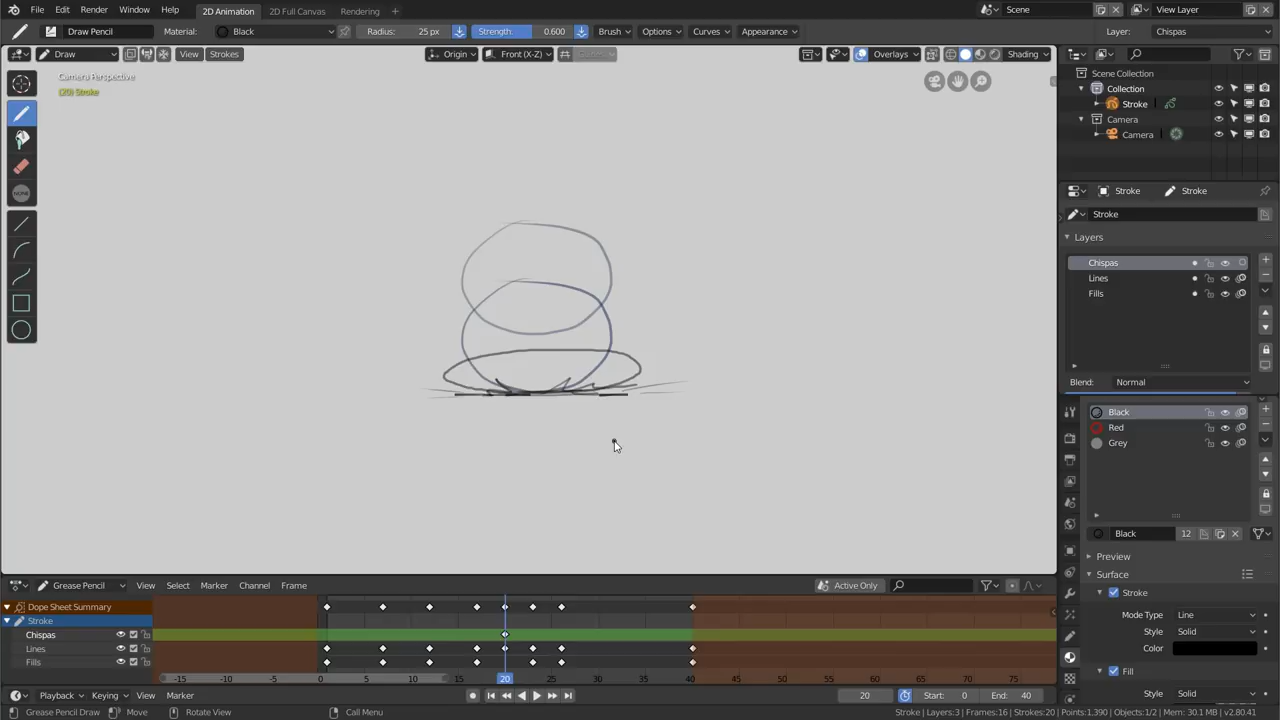 File Edit Render Window Help 2D Animation 2D Full Canvas Rendering + Scene View Layer
Draw Pencil Material: Black Radius: 25 px Strength: 0.600 Brush Options Curves Appearance Layer: Chispas
Draw View Strokes Origin Front (X-Z) Overlays Shading
Camera Perspective
(20) Stroke
NONE
Scene Collection
Collection
Stroke
Camera
Camera
Stroke Stroke
Stroke
Layers
Chispas
Lines
Fills
Blend: Normal
Black
Red
Grey
Black 12
Preview
Surface
Stroke
Mode Type Line
Style Solid
Color
Fill
Style Solid
Grease Pencil View Select Marker Channel Frame Active Only
Dope Sheet Summary
Stroke
Chispas
Lines
Fills
-15 -10 -5 0 5 10 15 20 25 30 35 40 45 50 55 60 65 70 75
Playback Keying View Marker 20 Start: 0 End: 40
Grease Pencil Draw Move Rotate View Call Menu Stroke | Layers:3 | Frames:16 | Strokes:20 | Points:1.390 | Objects:1/2 | Mem: 30.1 MB | v2.80.41